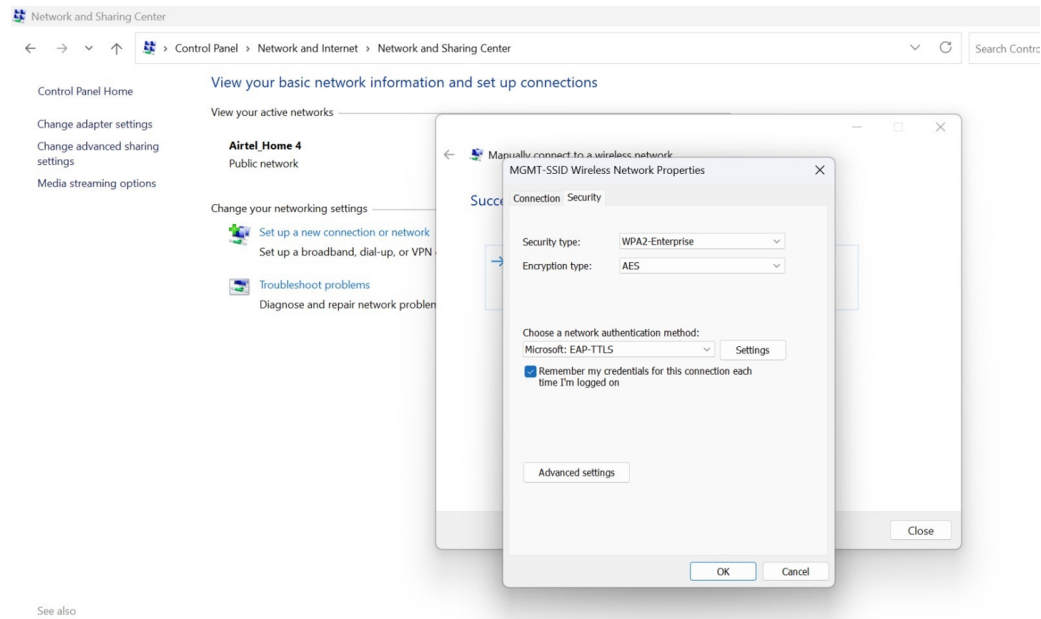 Network and Sharing Center
Control Panel > Network and Internet > Network and Sharing Center
Search Contro
Control Panel Home
Change adapter settings
Change advanced sharing
settings
Media streaming options
See also
View your basic network information and set up connections
View your active networks
Airtel_Home 4
Public network
Change your networking settings
Set up a new connection or network
Set up a broadband, dial-up, or VPN
Troubleshoot problems
Diagnose and repair network problem
Manually connect to a wireless network
Succe
MGMT-SSID Wireless Network Properties
Connection Security
Security type: WPA2-Enterprise
Encryption type: AES
Choose a network authentication method:
Microsoft: EAP-TTLS Settings
Remember my credentials for this connection each
time I'm logged on
Advanced settings
OK Cancel
Close